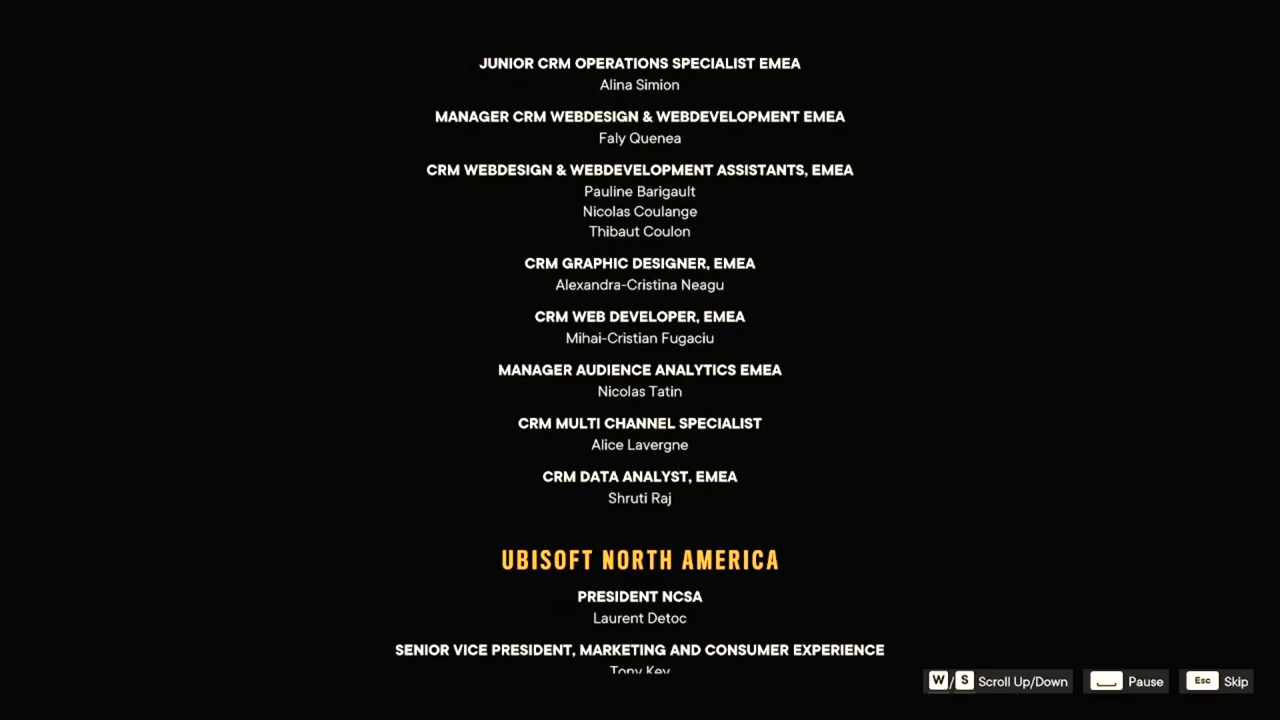 JUNIOR CRM OPERATIONS SPECIALIST EMEA
Alina Simion
MANAGER CRM WEBDESIGN & WEBDEVELOPMENT EMEA
Faly Quenea
CRM WEBDESIGN & WEBDEVELOPMENT ASSISTANTS, EMEA
Pauline Barigault
Nicolas Coulange
Thibaut Coulon
CRM GRAPHIC DESIGNER, EMEA
Alexandra-Cristina Neagu
CRM WEB DEVELOPER, EMEA
Mihai-Cristian Fugaciu
MANAGER AUDIENCE ANALYTICS EMEA
Nicolas Tatin
CRM MULTI CHANNEL SPECIALIST
Alice Lavergne
CRM DATA ANALYST, EMEA
Shruti Raj
UBISOFT NORTH AMERICA
PRESIDENT NCSA
Laurent Detoc
SENIOR VICE PRESIDENT, MARKETING AND CONSUMER EXPERIENCE
Tony Key
W / S Scroll Up/Down Pause Esc Skip